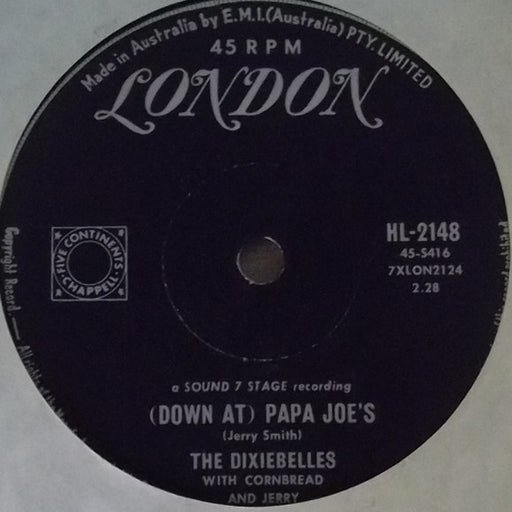 Made in Australia by E.M.I.(Australia) PTY. LIMITED
45 RPM
LONDON
FIVE CONTINENTS
CHAPPELL
HL-2148
45-S416
7XLON2124
2.28
Copyright Record.
a SOUND 7 STAGE recording
(DOWN AT) PAPA JOE'S
(Jerry Smith)
THE DIXIEBELLES
WITH CORNBREAD
AND JERRY